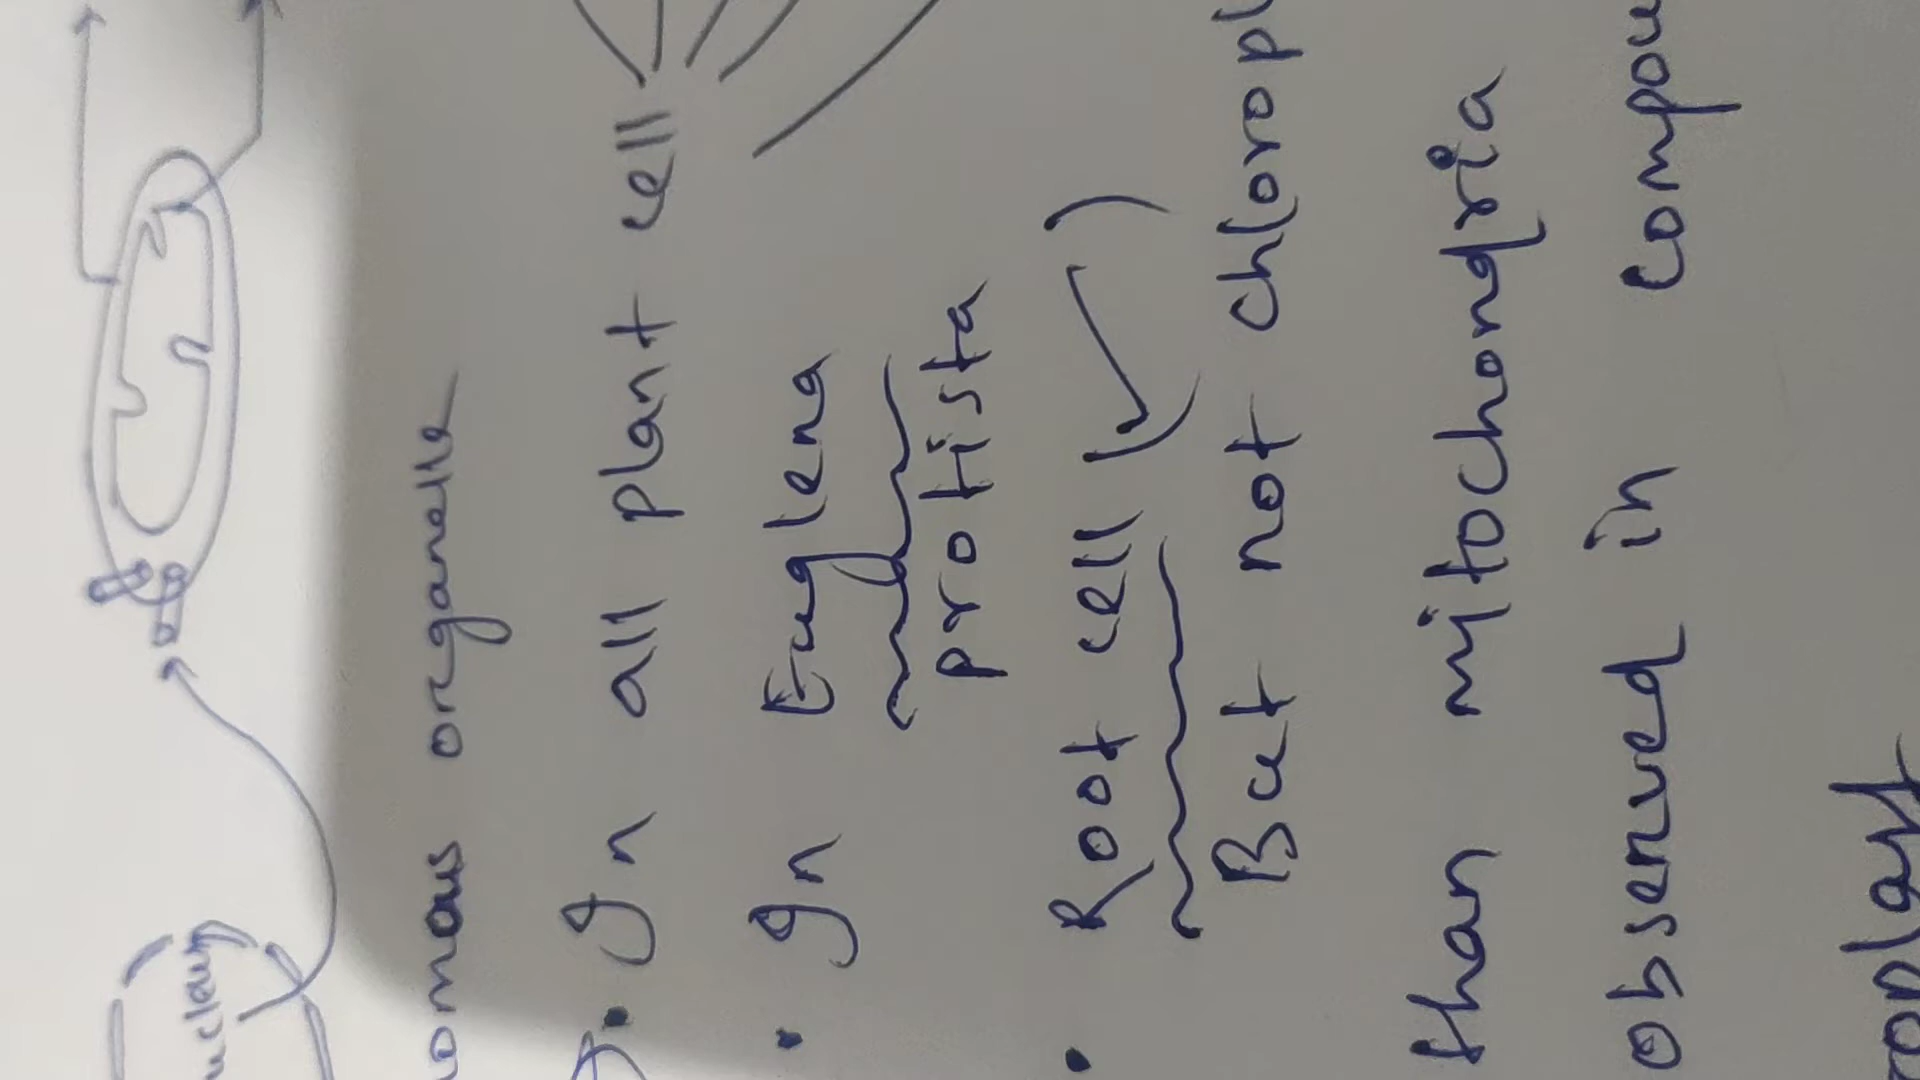 nucleus
omous organelle
In all plant cell
In Euglena
protista
Root cell
But not chloropl
than mitochondria
observed in compou
oplast